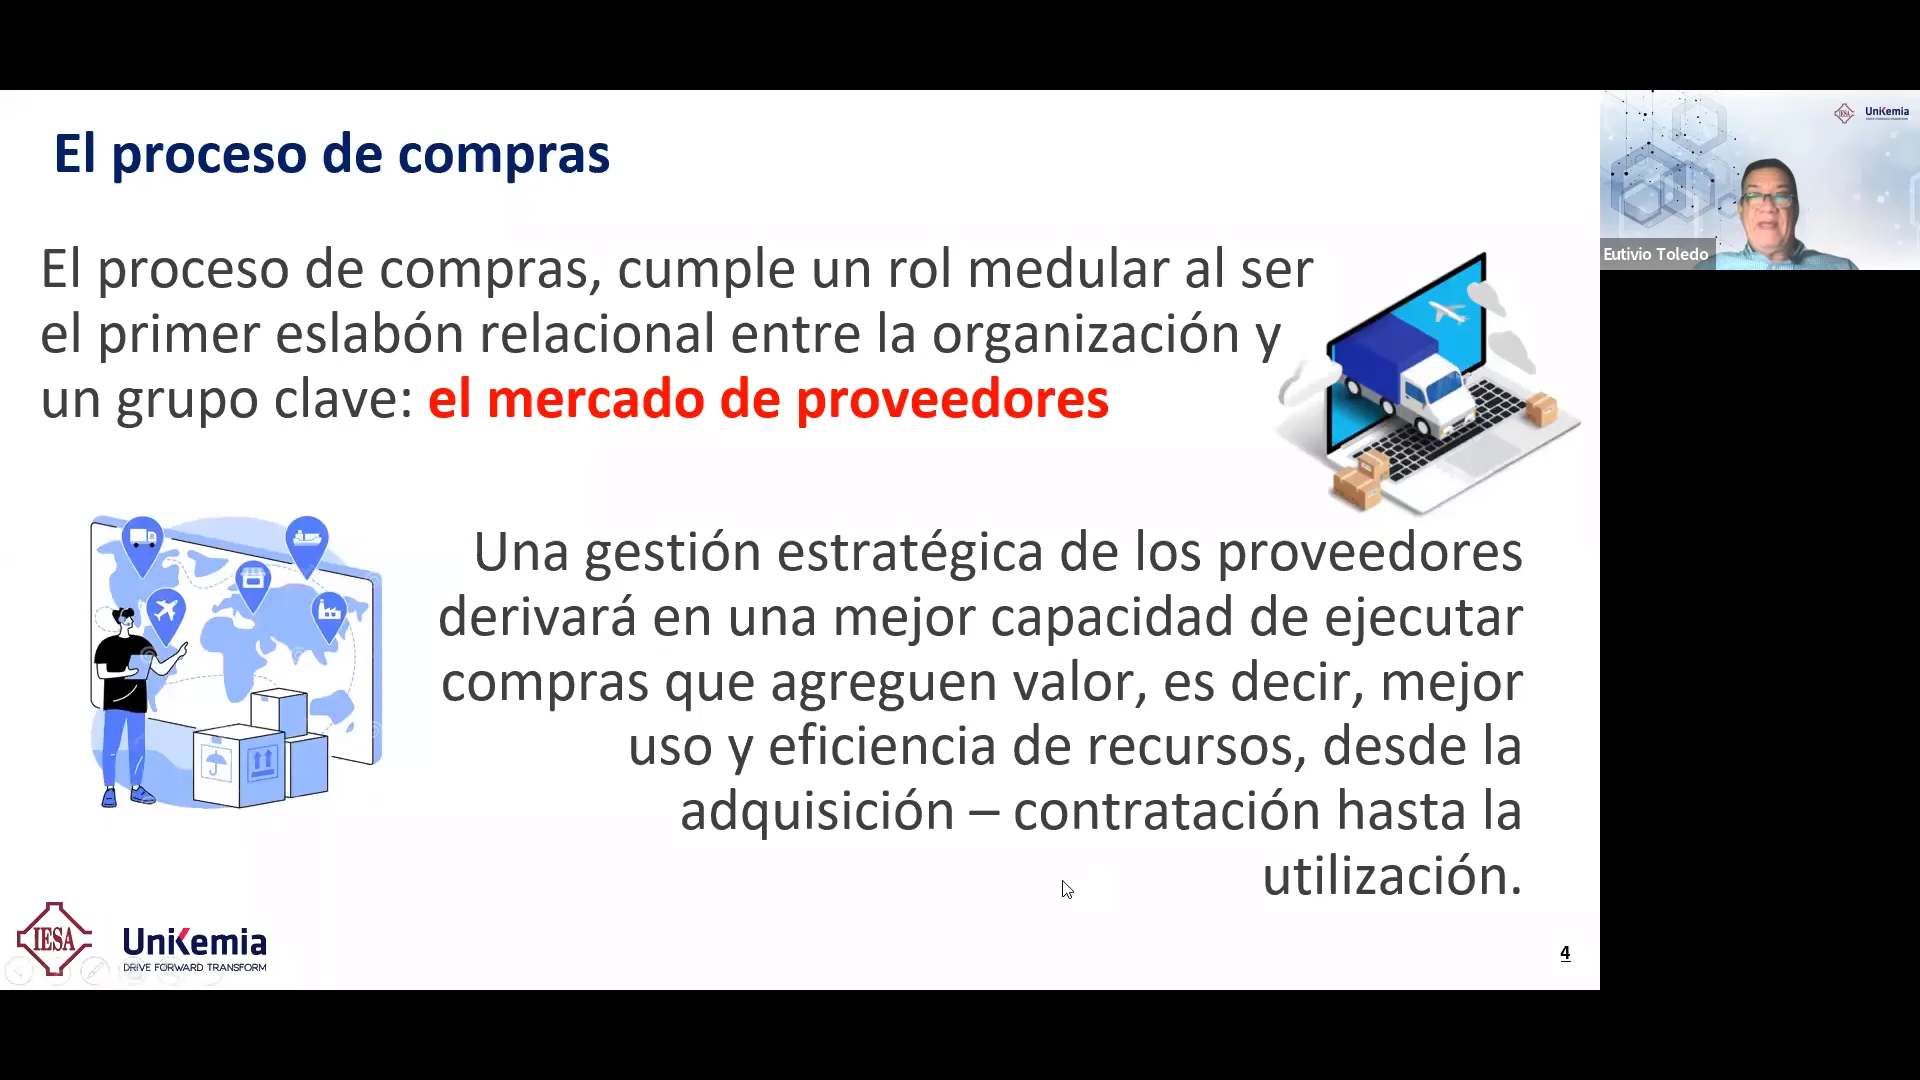 El proceso de compras
El proceso de compras, cumple un rol medular al ser
el primer eslabón relacional entre la organización y
un grupo clave: el mercado de proveedores
Una gestión estratégica de los proveedores
derivará en una mejor capacidad de ejecutar
compras que agreguen valor, es decir, mejor
uso y eficiencia de recursos, desde la
adquisición – contratación hasta la
utilización.
IESA
UniKemia
DRIVE FORWARD TRANSFORM
4
UniKemia
Eutivio Toledo